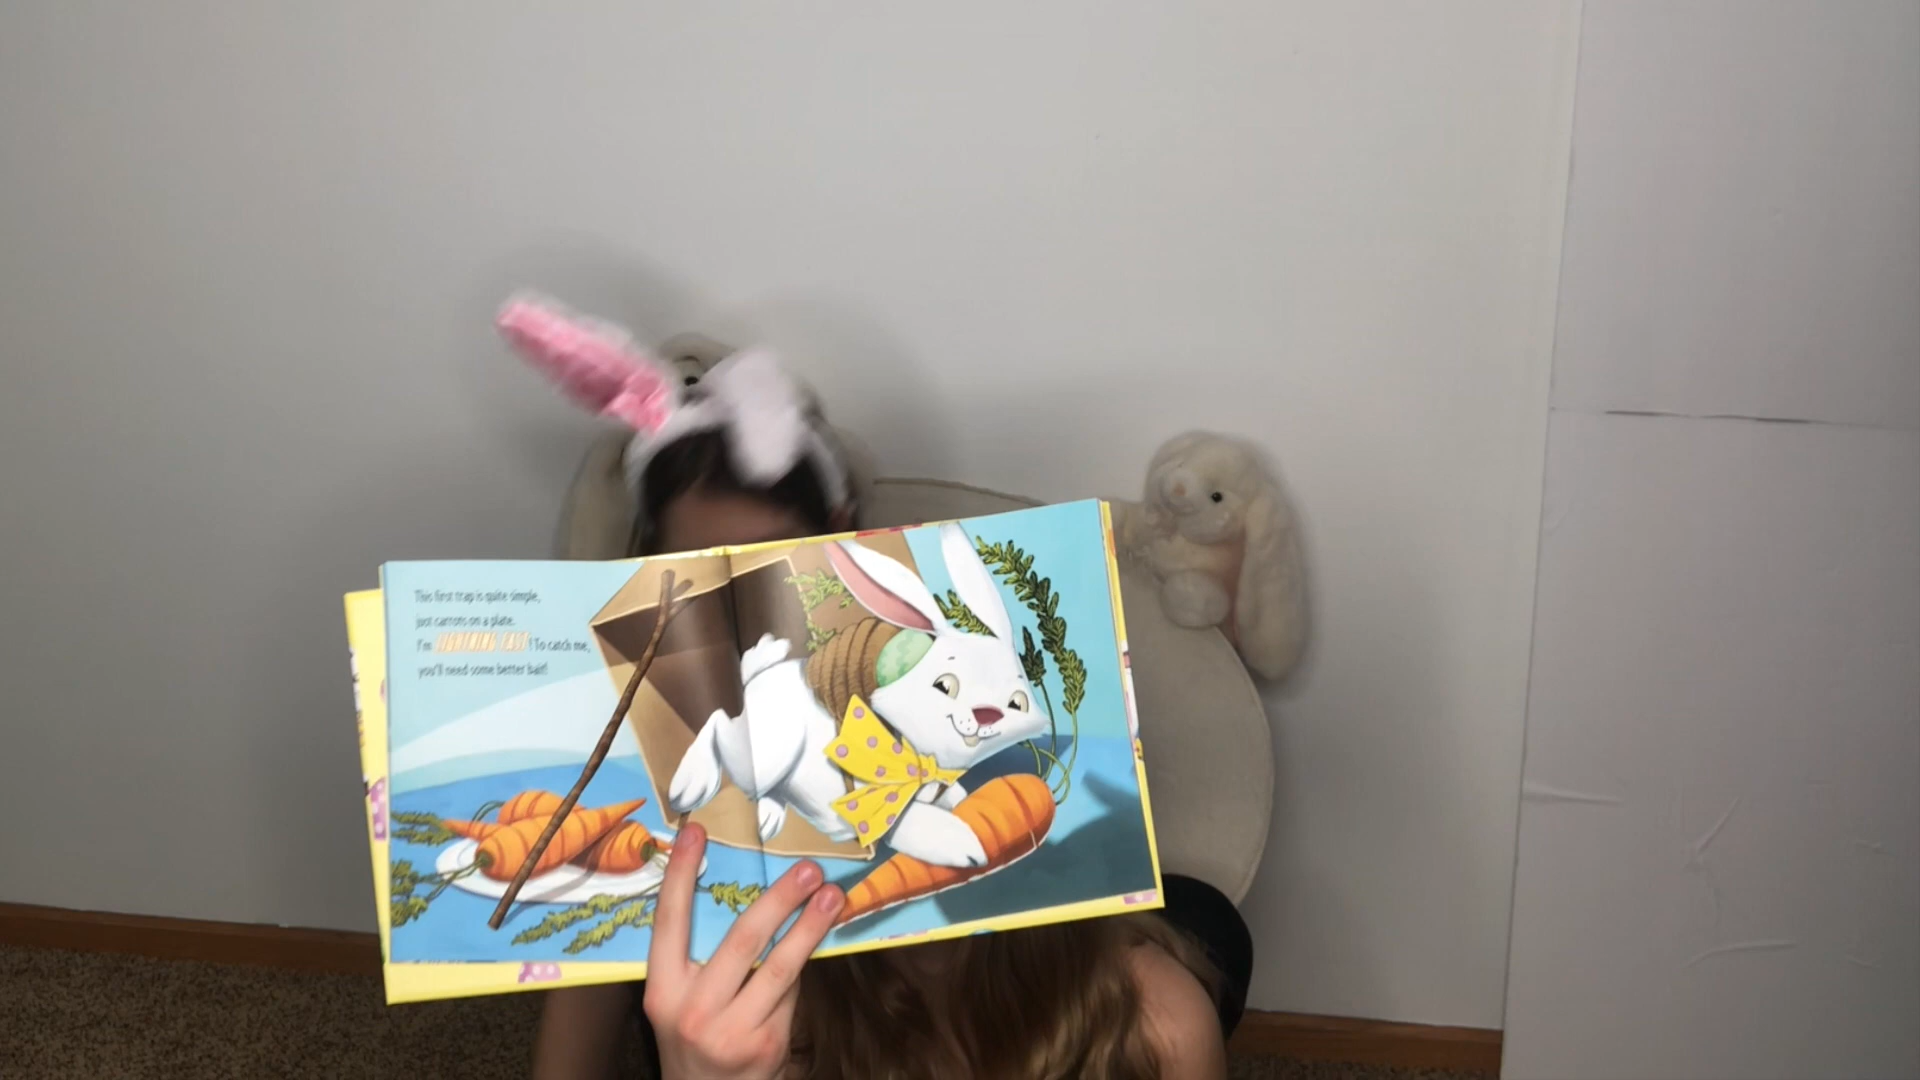 This first trap is quite simple,
just carrots on a plate.
I'm LIGHTNING FAST! To catch me,
you'll need some better bait!